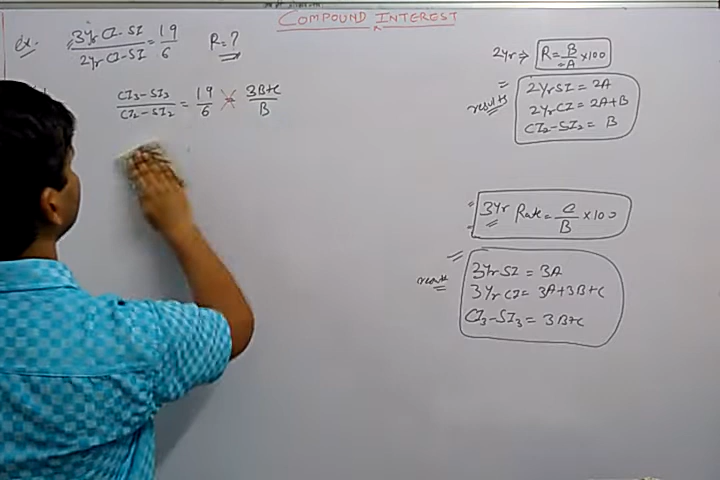 COMPOUND INTEREST
ex. 3Yr CI-SI / 2Yr CI-SI = 19/6 R=?
CI₃-SI₃ / CI₂-SI₂ = 19/6 = 3B+C / B
2Yr ⇒ R = B/A ×100
results
2Yr SI = 2A
2Yr CI = 2A+B
CI₂-SI₂ = B
3Yr Rate = C/B ×100
3Yr SI = 3A
3Yr CI = 3A+3B+C
CI₃-SI₃ = 3B+C